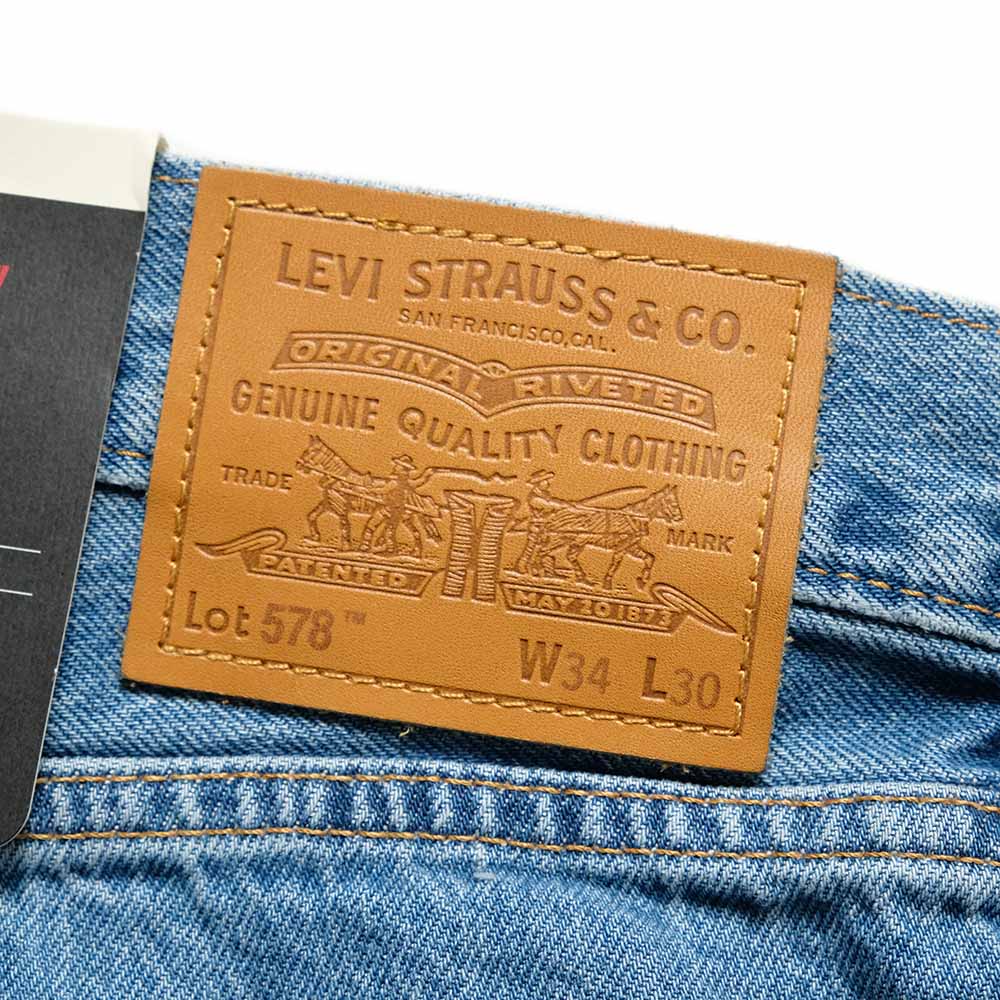 LEVI STRAUSS & CO.
SAN FRANCISCO, CAL.
ORIGINAL RIVETED
GENUINE QUALITY CLOTHING
TRADE MARK
PATENTED MAY 20 1873
Lot 578™
W34 L30